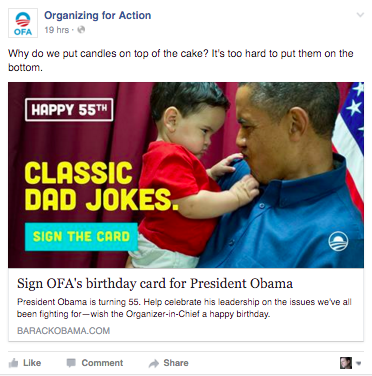 Organizing for Action
OFA
19 hrs ·
Why do we put candles on top of the cake? It's too hard to put them on the
bottom.
HAPPY 55TH
CLASSIC
DAD JOKES.
SIGN THE CARD
Sign OFA's birthday card for President Obama
President Obama is turning 55. Help celebrate his leadership on the issues we've all
been fighting for—wish the Organizer-in-Chief a happy birthday.
BARACKOBAMA.COM
Like Comment Share